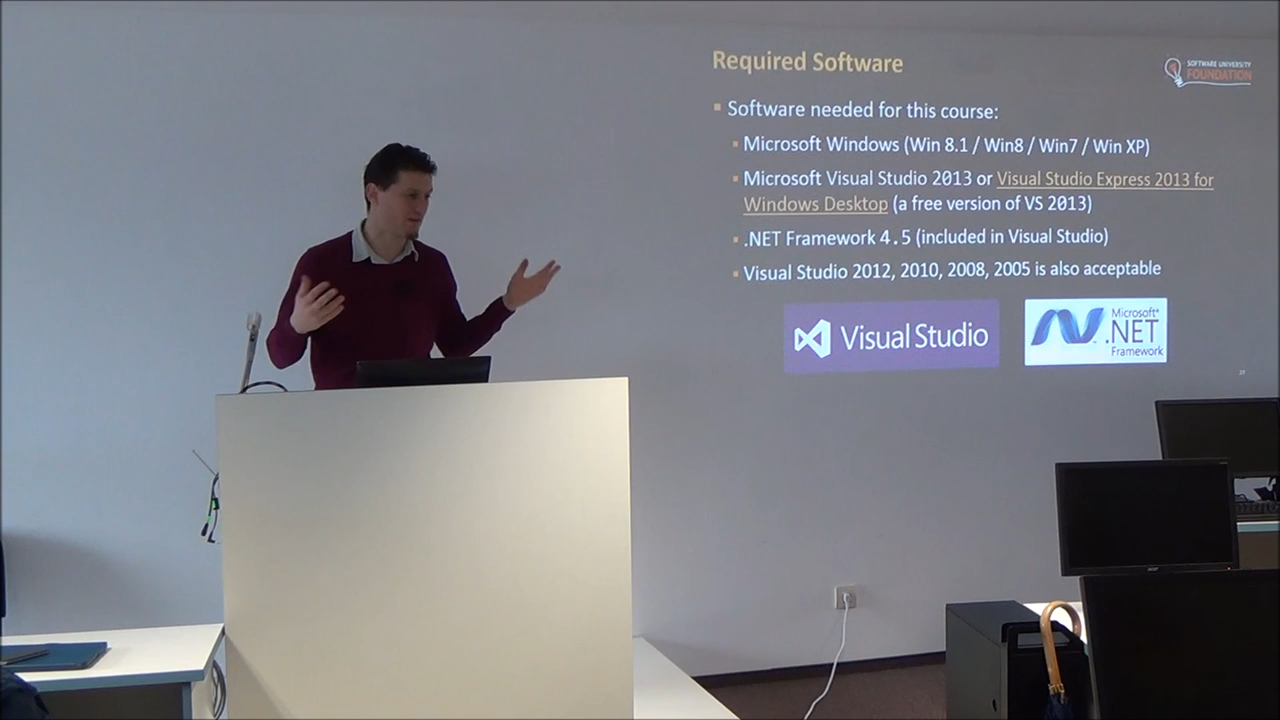 Required Software
SOFTWARE UNIVERSITY
FOUNDATION
Software needed for this course:
Microsoft Windows (Win 8.1 / Win8 / Win7 / Win XP)
Microsoft Visual Studio 2013 or Visual Studio Express 2013 for
Windows Desktop (a free version of VS 2013)
.NET Framework 4.5 (included in Visual Studio)
Visual Studio 2012, 2010, 2008, 2005 is also acceptable
Visual Studio
Microsoft®
.NET
Framework